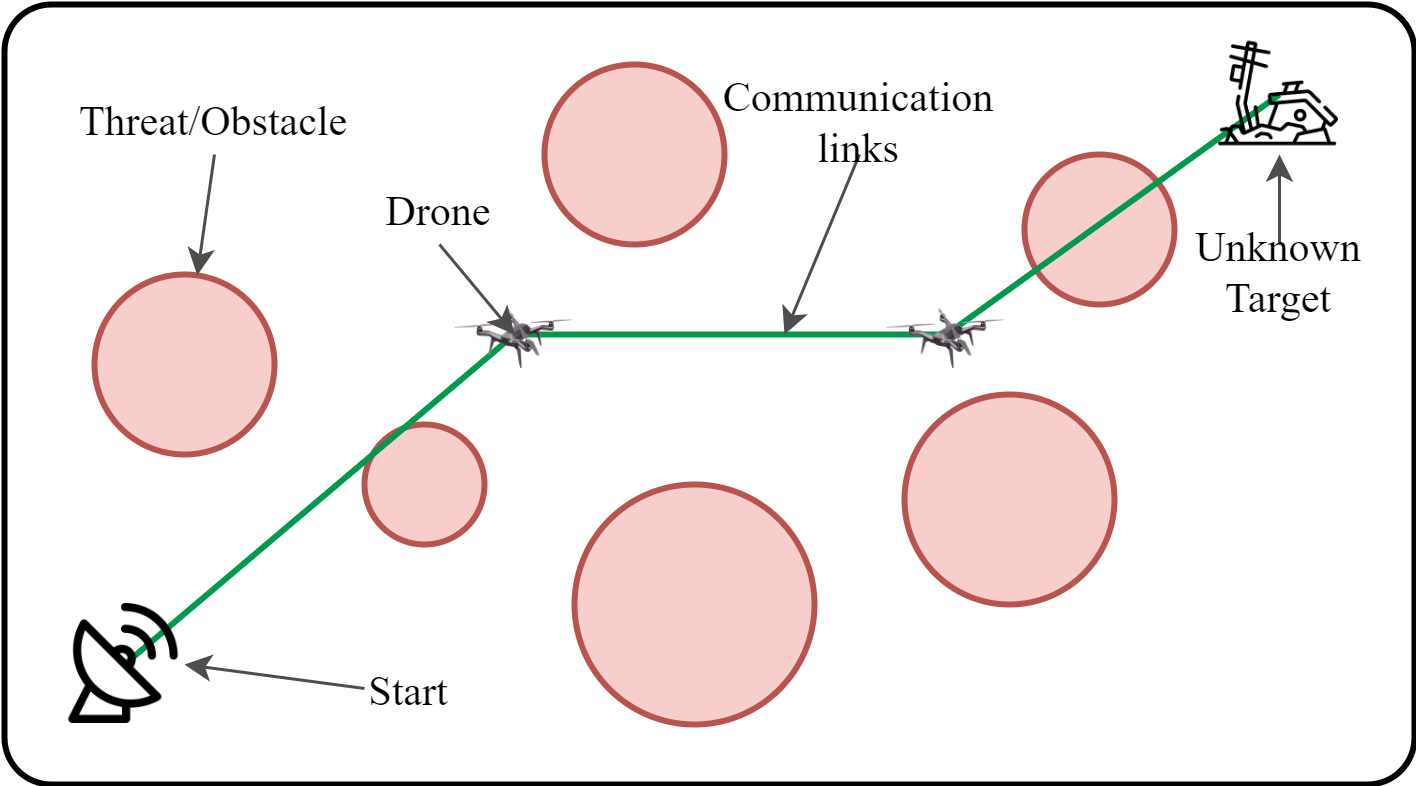 Threat/Obstacle
Communication
links
Drone
Unknown
Target
Start